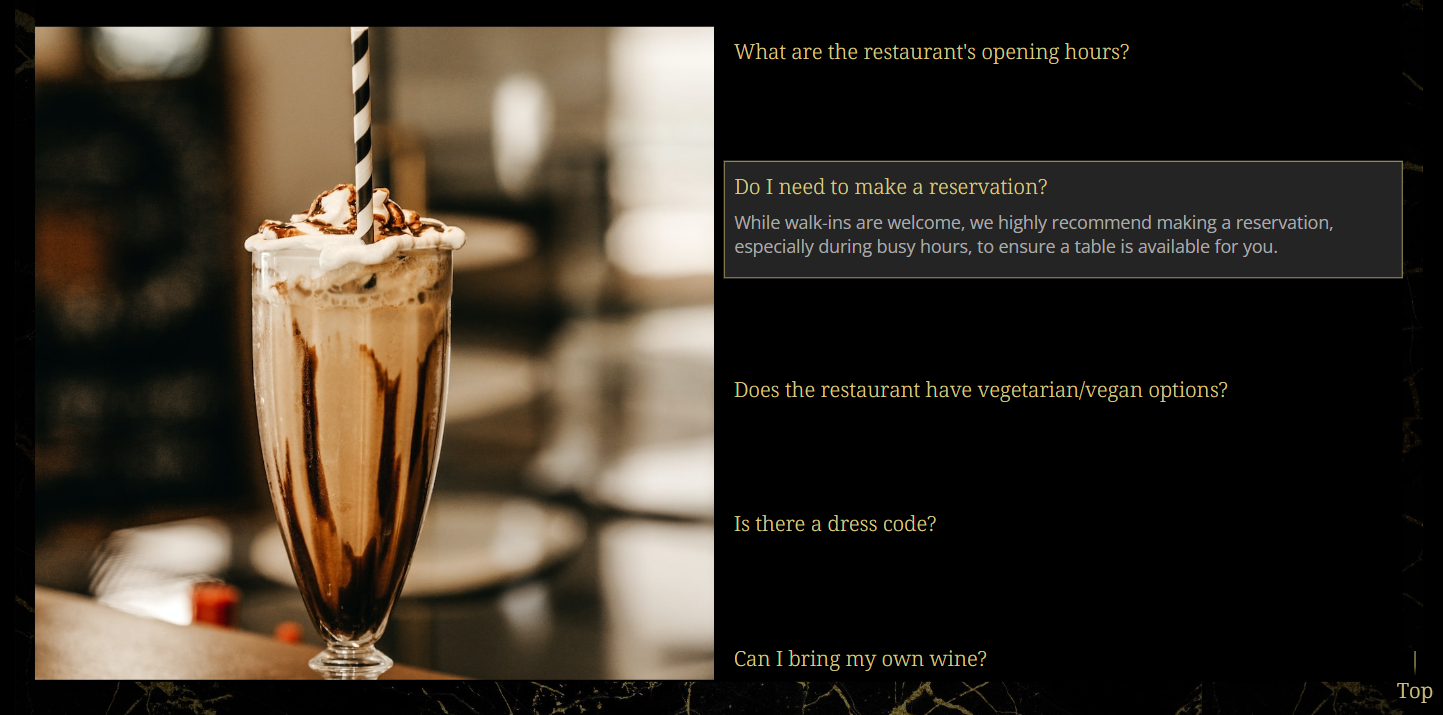 What are the restaurant's opening hours?
Do I need to make a reservation?
While walk-ins are welcome, we highly recommend making a reservation,
especially during busy hours, to ensure a table is available for you.
Does the restaurant have vegetarian/vegan options?
Is there a dress code?
Can I bring my own wine?
Top